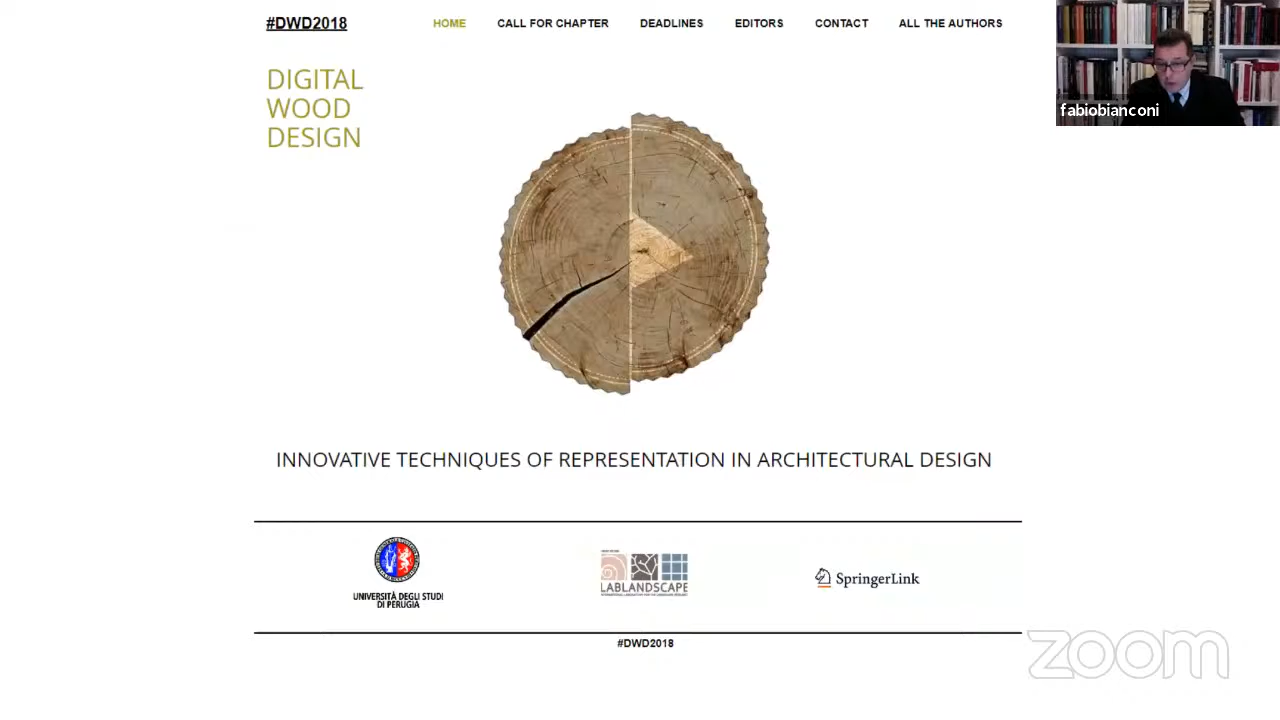 #DWD2018
HOME
CALL FOR CHAPTER
DEADLINES
EDITORS
CONTACT
ALL THE AUTHORS
DIGITAL
WOOD
DESIGN
fabiobianconi
INNOVATIVE TECHNIQUES OF REPRESENTATION IN ARCHITECTURAL DESIGN
UNIVERSITÀ DEGLI STUDI
DI PERUGIA
LABLANDSCAPE
SpringerLink
#DWD2018
zoom